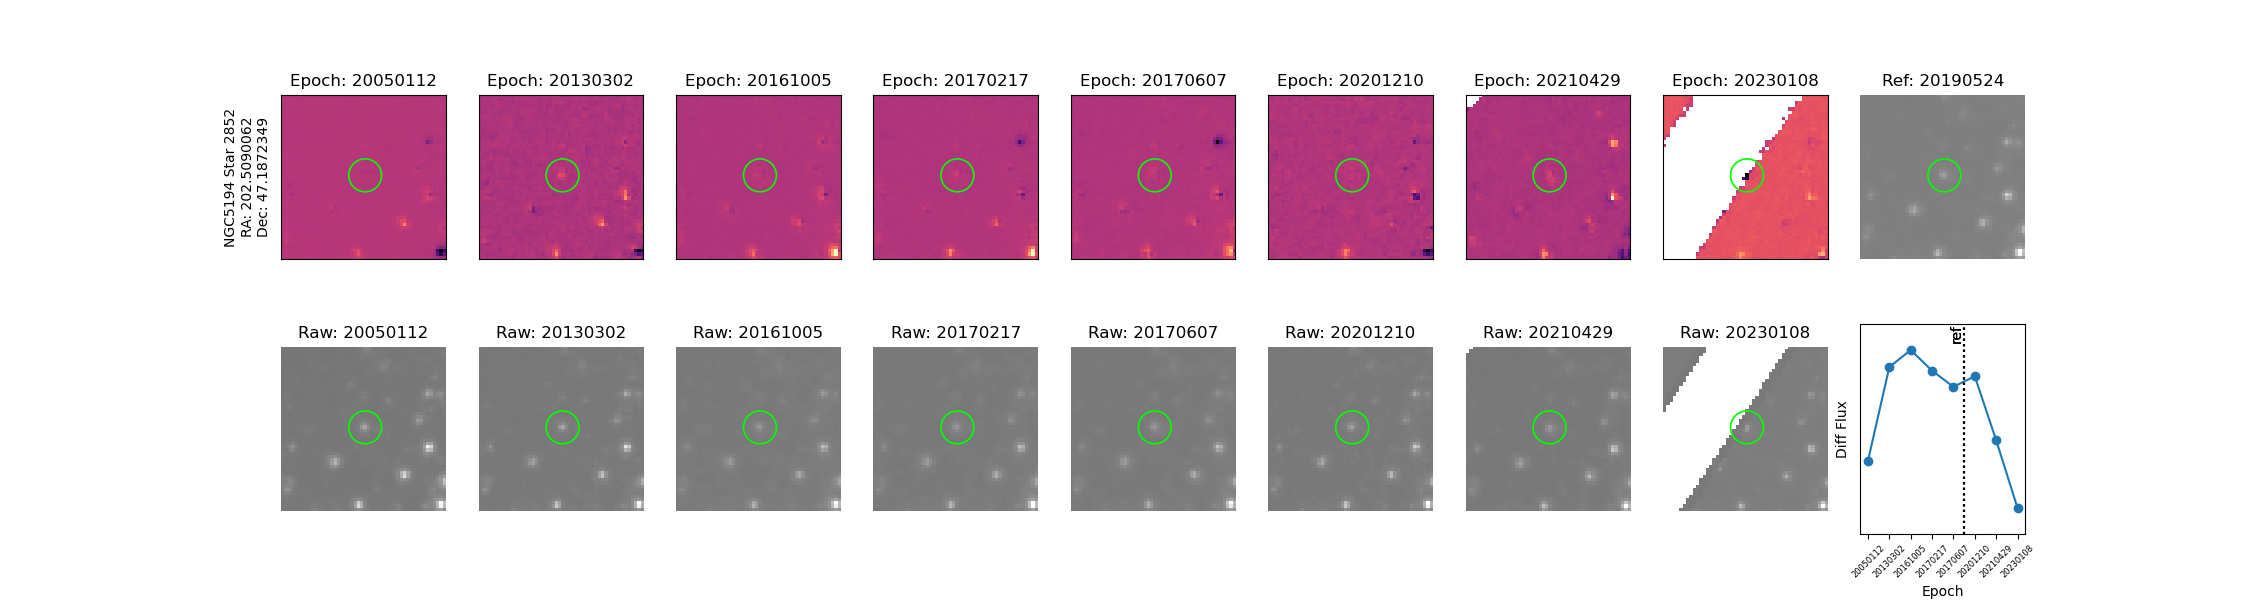 NGC5194 Star 2852
RA: 202.5090062
Dec: 47.1872349
Epoch: 20050112
Epoch: 20130302
Epoch: 20161005
Epoch: 20170217
Epoch: 20170607
Epoch: 20201210
Epoch: 20210429
Epoch: 20230108
Ref: 20190524
Raw: 20050112
Raw: 20130302
Raw: 20161005
Raw: 20170217
Raw: 20170607
Raw: 20201210
Raw: 20210429
Raw: 20230108
ref
Diff Flux
20050112
20130302
20161005
20170217
20170607
20201210
20210429
20230108
Epoch